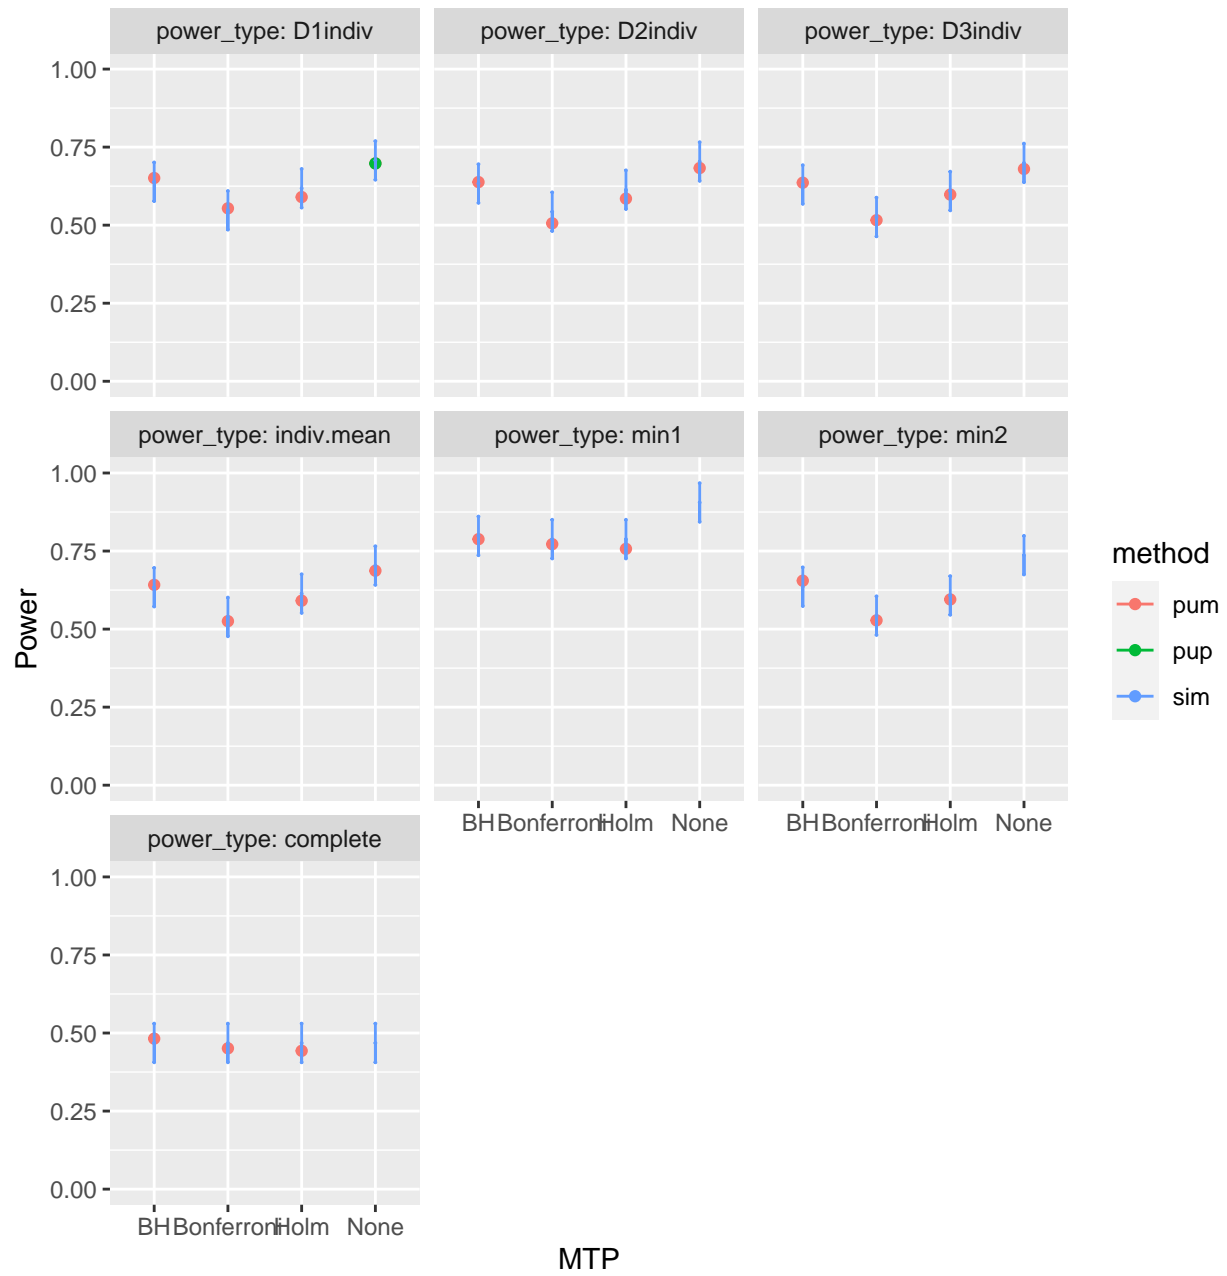 power_type: D1indiv power_type: D2indiv power_type: D3indiv
1.00
0.75
0.50
0.25
0.00
power_type: indiv.mean power_type: min1 power_type: min2
1.00
0.75
0.50
0.25
0.00
Power
BH Bonferroni Holm None BH Bonferroni Holm None
power_type: complete
1.00
0.75
0.50
0.25
0.00
BH Bonferroni Holm None
MTP
method
pum
pup
sim